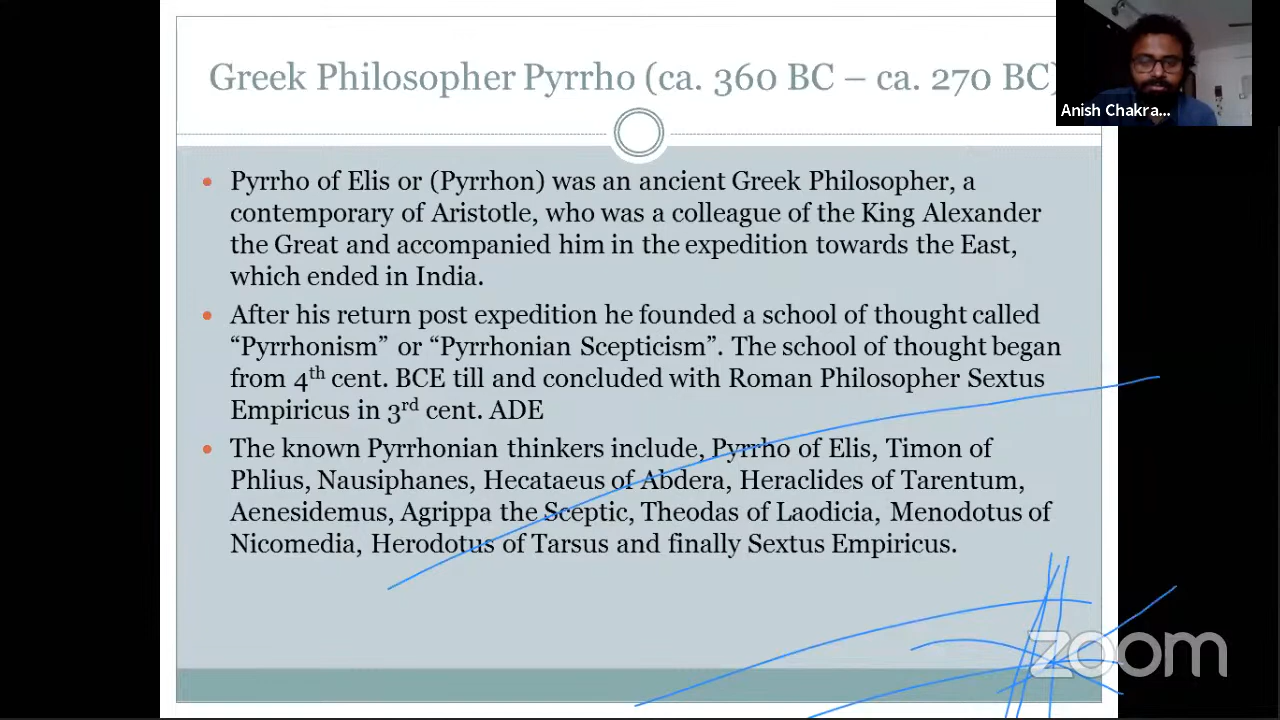 Greek Philosopher Pyrrho (ca. 360 BC – ca. 270 BC)
Anish Chakra...
• Pyrrho of Elis or (Pyrrhon) was an ancient Greek Philosopher, a
contemporary of Aristotle, who was a colleague of the King Alexander
the Great and accompanied him in the expedition towards the East,
which ended in India.
• After his return post expedition he founded a school of thought called
“Pyrrhonism” or “Pyrrhonian Scepticism”. The school of thought began
from 4th cent. BCE till and concluded with Roman Philosopher Sextus
Empiricus in 3rd cent. ADE
• The known Pyrrhonian thinkers include, Pyrrho of Elis, Timon of
Phlius, Nausiphanes, Hecataeus of Abdera, Heraclides of Tarentum,
Aenesidemus, Agrippa the Sceptic, Theodas of Laodicia, Menodotus of
Nicomedia, Herodotus of Tarsus and finally Sextus Empiricus.
zoom